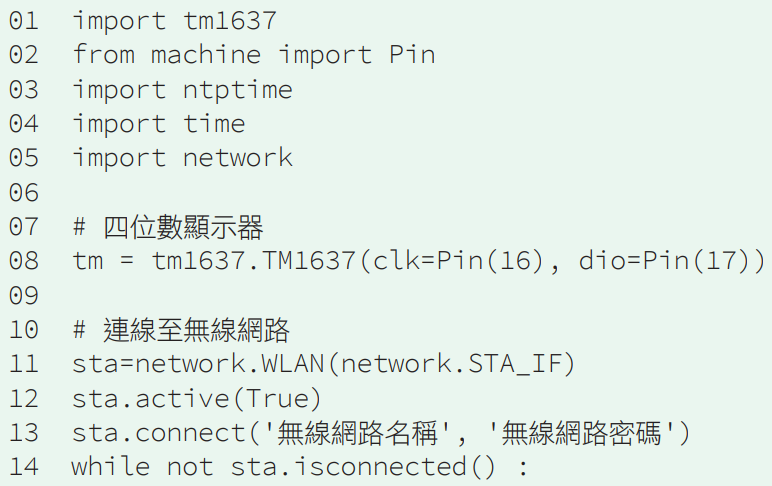 01 import tm1637
02 from machine import Pin
03 import ntptime
04 import time
05 import network
06
07 # 四位數顯示器
08 tm = tm1637.TM1637(clk=Pin(16), dio=Pin(17))
09
10 # 連線至無線網路
11 sta=network.WLAN(network.STA_IF)
12 sta.active(True)
13 sta.connect('無線網路名稱', '無線網路密碼')
14 while not sta.isconnected() :